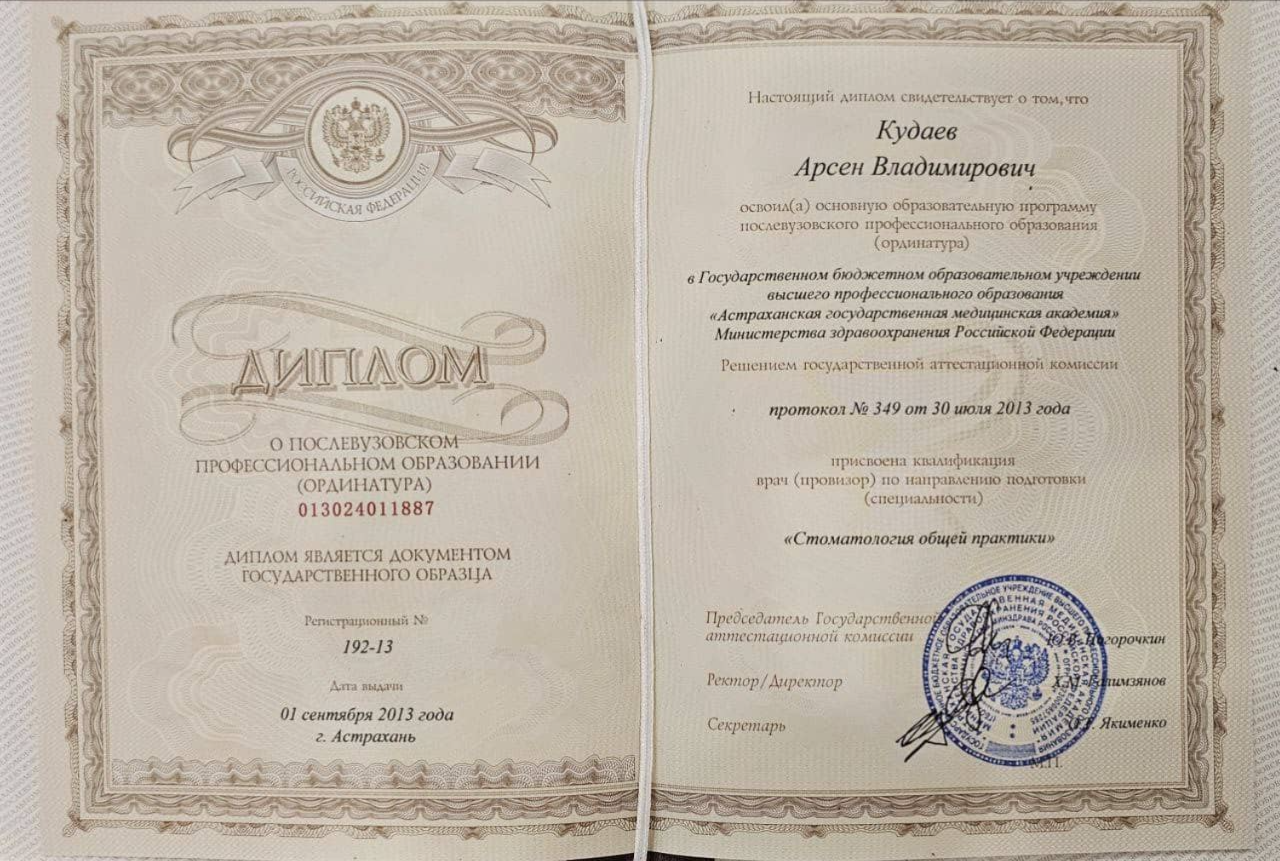 РОССИЙСКАЯ ФЕДЕРАЦИЯ
ДИПЛОМ
О ПОСЛЕВУЗОВСКОМ
ПРОФЕССИОНАЛЬНОМ ОБРАЗОВАНИИ
(ОРДИНАТУРА)
013024011887
ДИПЛОМ ЯВЛЯЕТСЯ ДОКУМЕНТОМ
ГОСУДАРСТВЕННОГО ОБРАЗЦА
Регистрационный №
192-13
Дата выдачи
01 сентября 2013 года
г. Астрахань
Настоящий диплом свидетельствует о том, что
Кудаев
Арсен Владимирович
освоил(а) основную образовательную программу
послевузовского профессионального образования
(ординатура)
в Государственном бюджетном образовательном учреждении
высшего профессионального образования
«Астраханская государственная медицинская академия»
Министерства здравоохранения Российской Федерации
Решением государственной аттестационной комиссии
протокол № 349 от 30 июля 2013 года
присвоена квалификация
врач (провизор) по направлению подготовки
(специальности)
«Стоматология общей практики»
Председатель Государственной
аттестационной комиссии
Ректор/Директор
Секретарь Якименко
М.П.